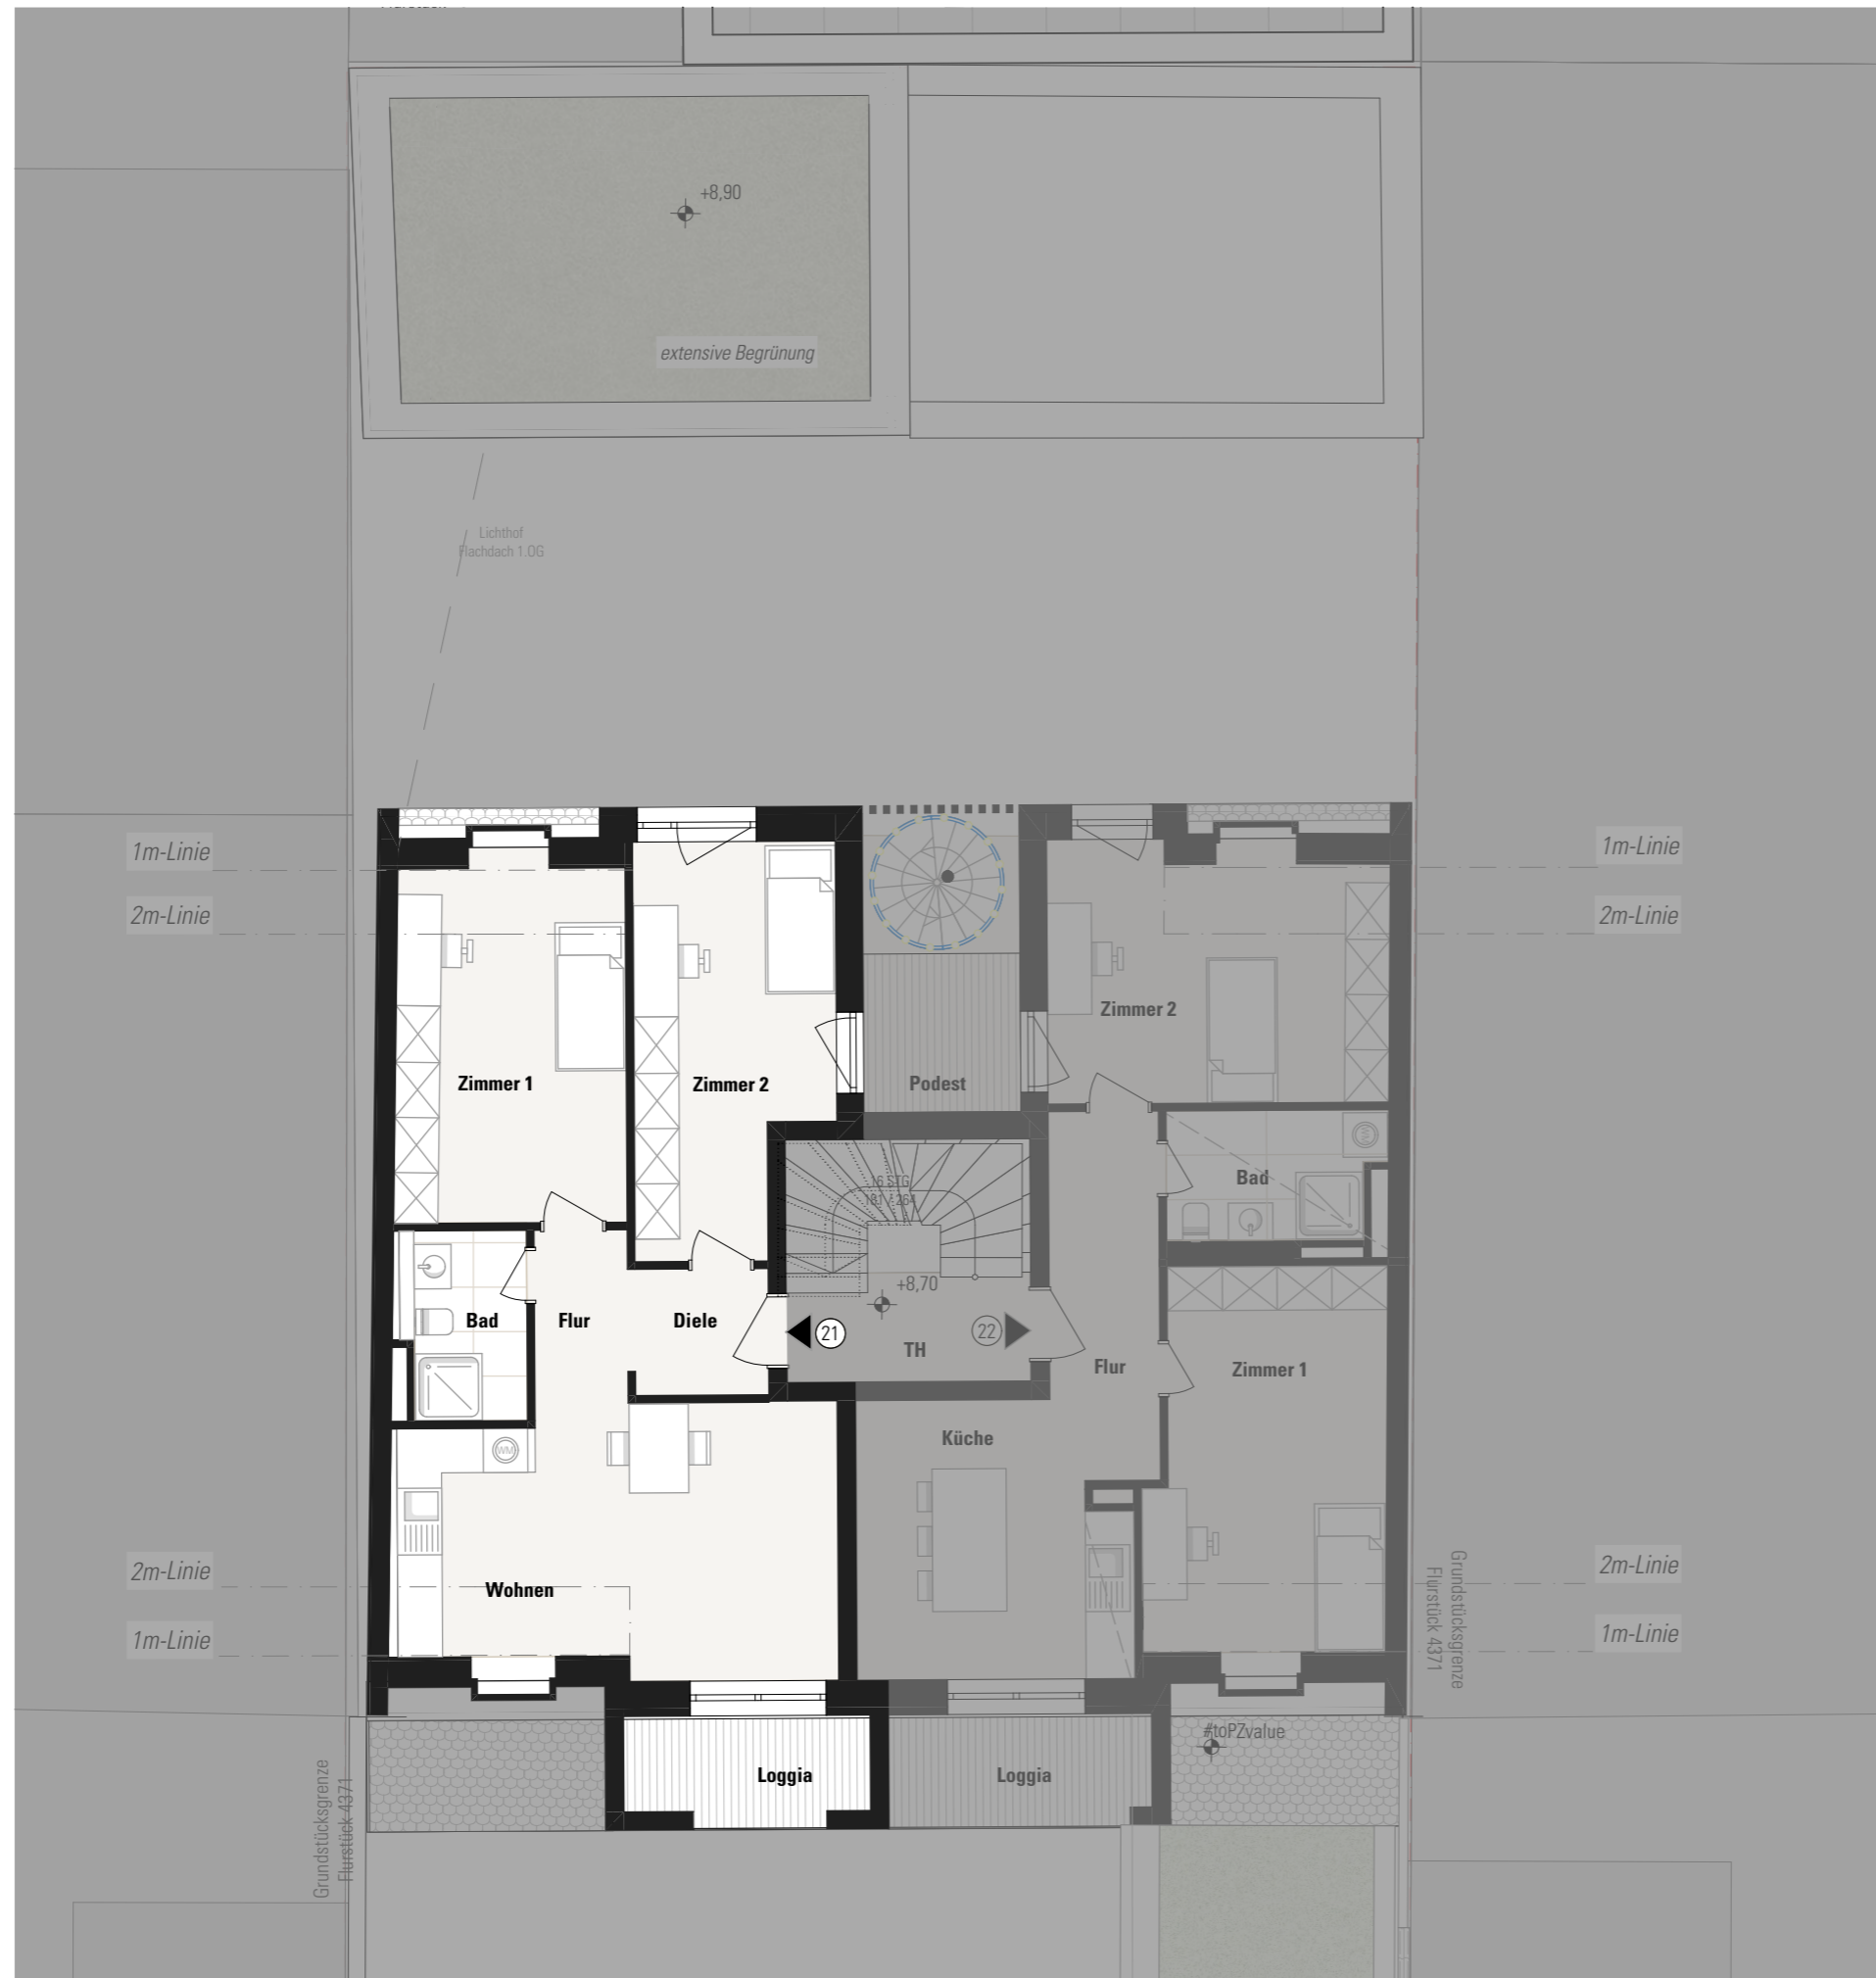 +8,90
extensive Begrünung
Lichthof
Flachdach 1.OG
1m-Linie
1m-Linie
2m-Linie
2m-Linie
Zimmer 2
Zimmer 1
Zimmer 2
Podest
WM
Bad
16 STG
+8,70
Bad
Flur
Diele
21
22
TH
Flur
Zimmer 1
Küche
WM
2m-Linie
Wohnen
2m-Linie
1m-Linie
1m-Linie
Grundstücksgrenze
Flurstück 4371
#toPZvalue
Loggia
Loggia
Grundstücksgrenze
Flurstück 4371